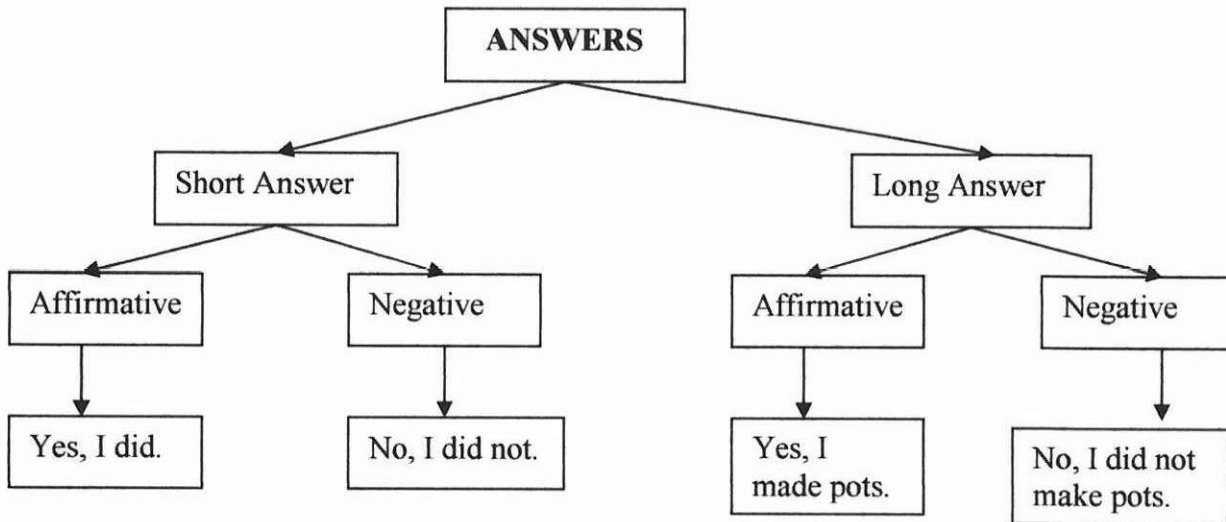 ANSWERS
Short Answer
Long Answer
Affirmative
Negative
Affirmative
Negative
Yes, I did.
No, I did not.
Yes, I
made pots.
No, I did not
make pots.